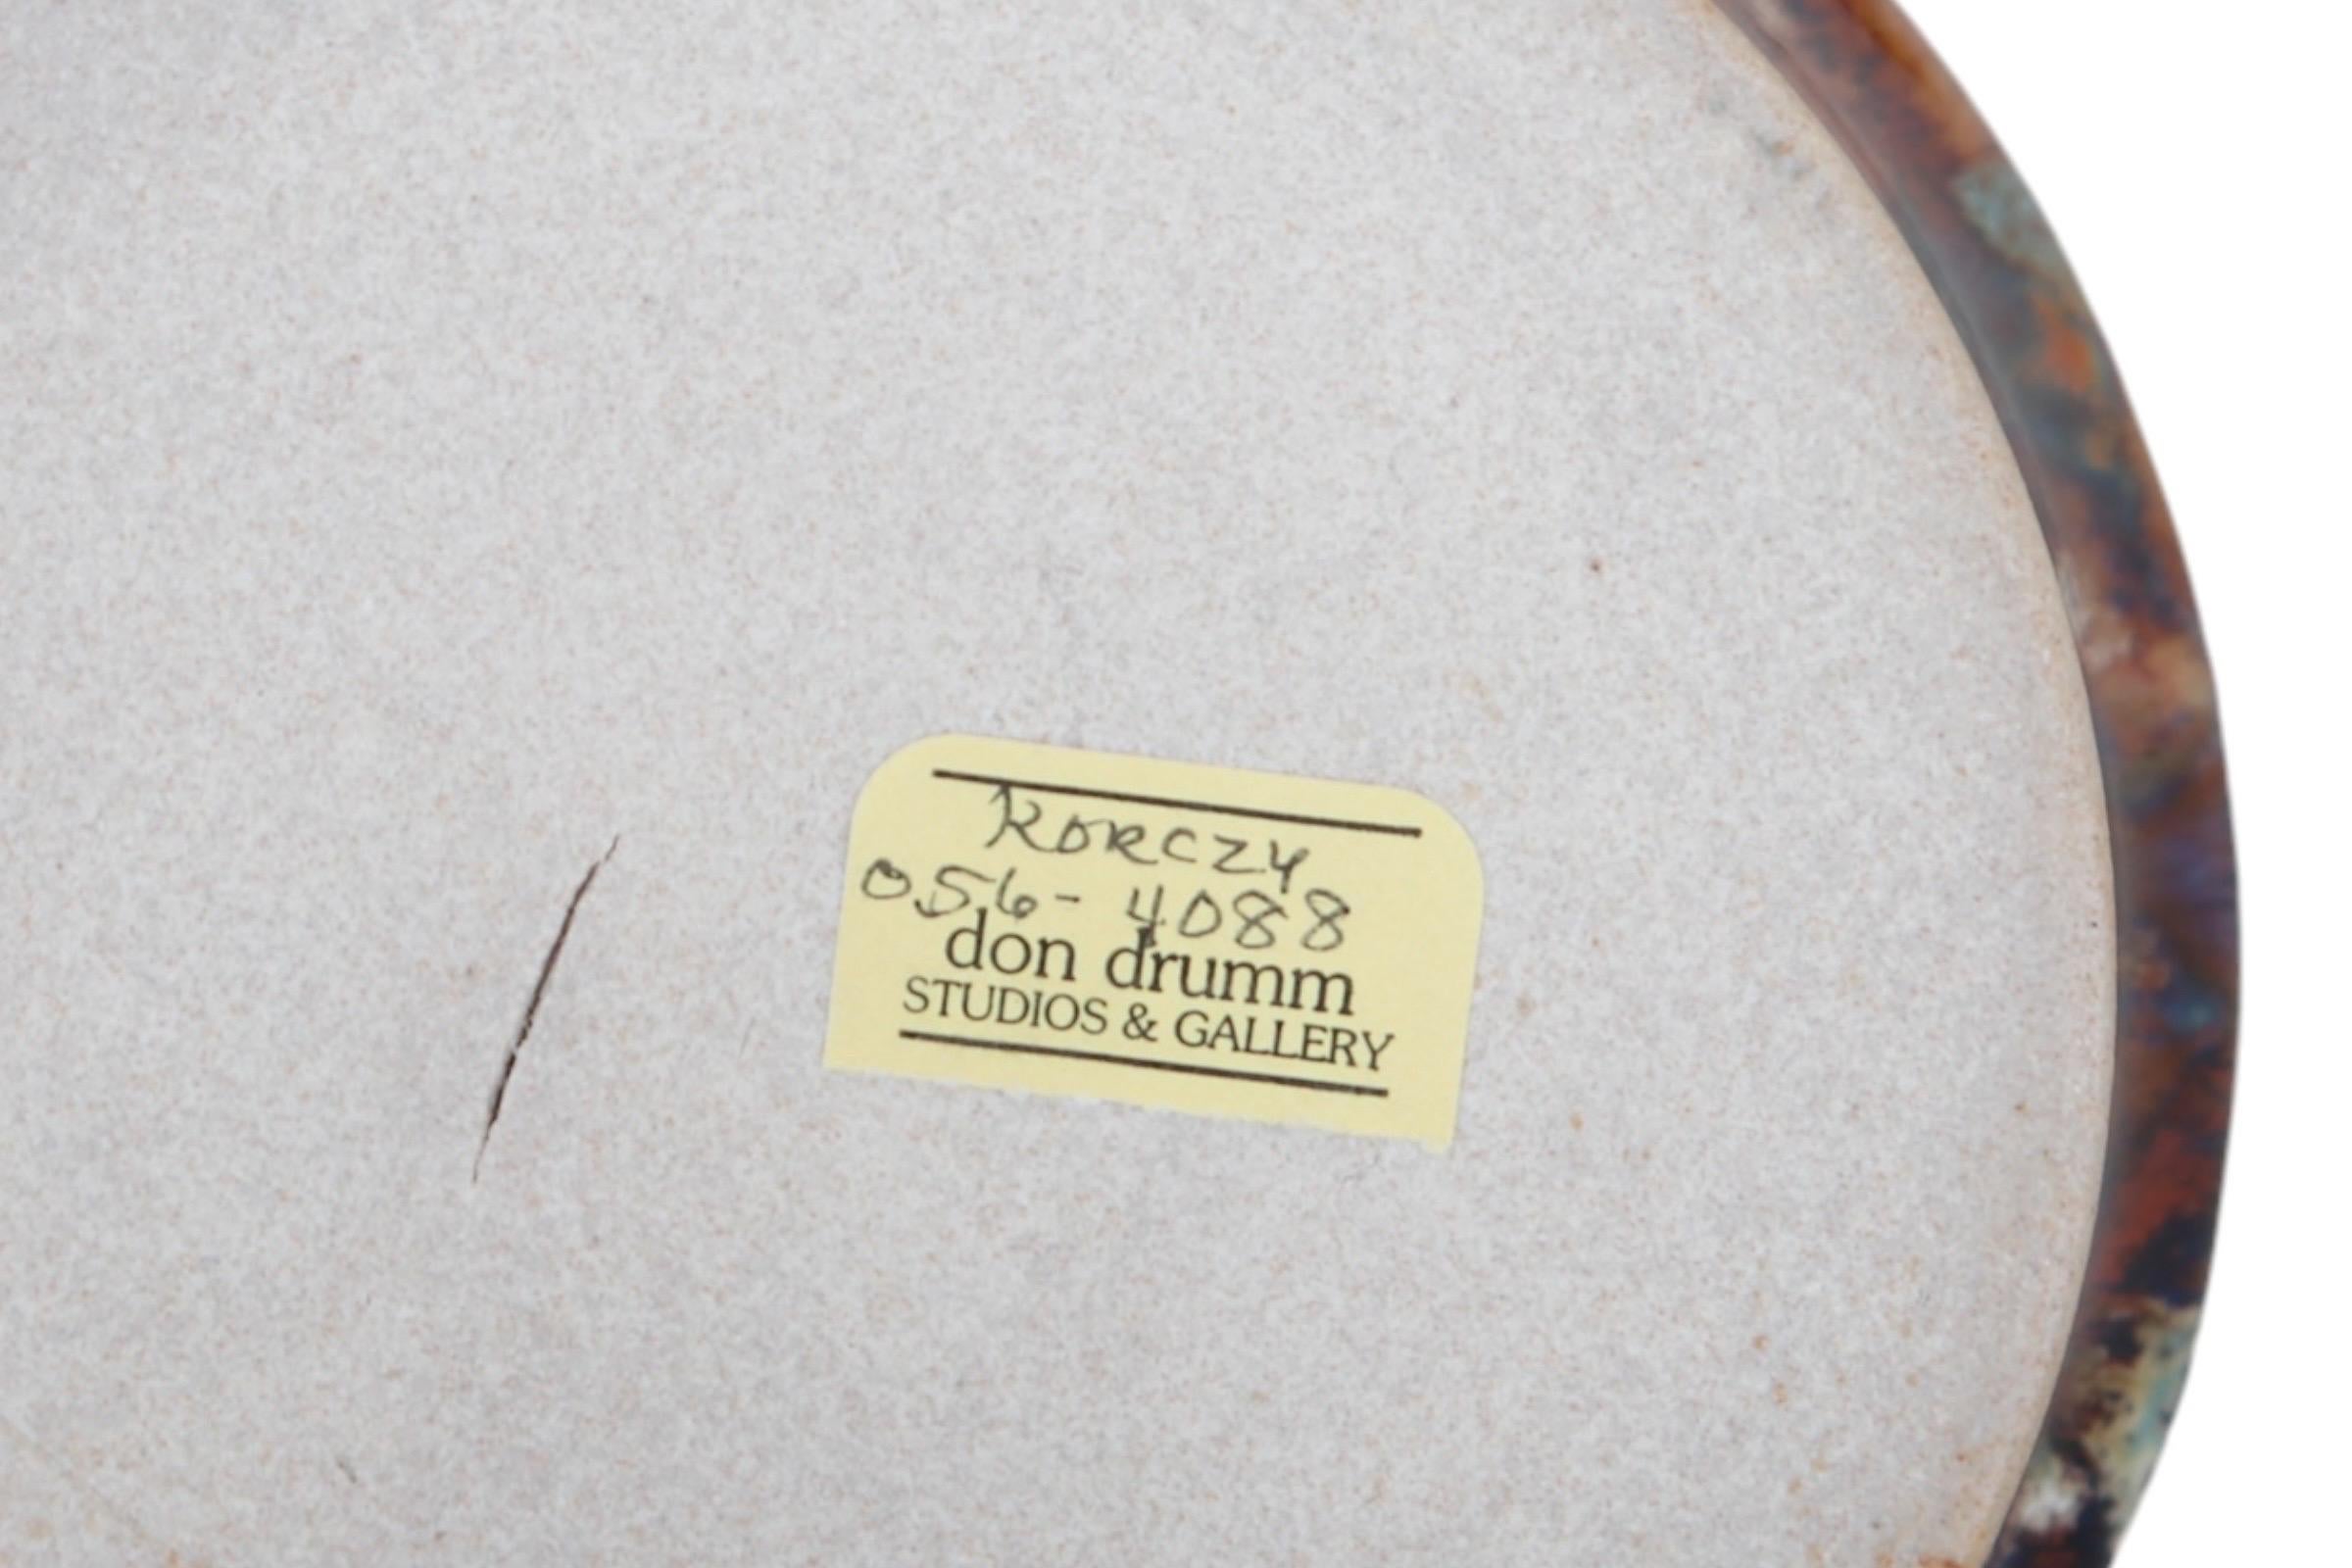 KORCZY
056-4088
don drumm
STUDIOS & GALLERY